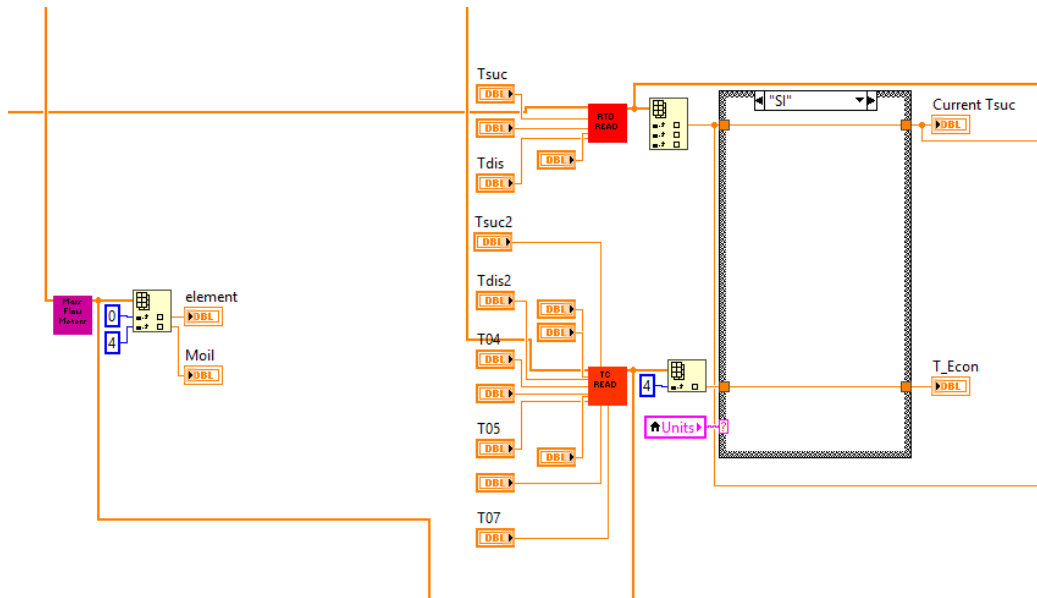 Tsuc
DBL
DBL
Tdis
DBL
DBL
RTD
READ
"SI"
Current Tsuc
DBL
Tsuc2
DBL
Tdis2
DBL
DBL
DBL
T04
DBL
DBL
T05
DBL
DBL
DBL
T07
DBL
TC
READ
4
Units
?
T_Econ
DBL
Mass
Flow
Meters
0
4
element
DBL
Moil
DBL